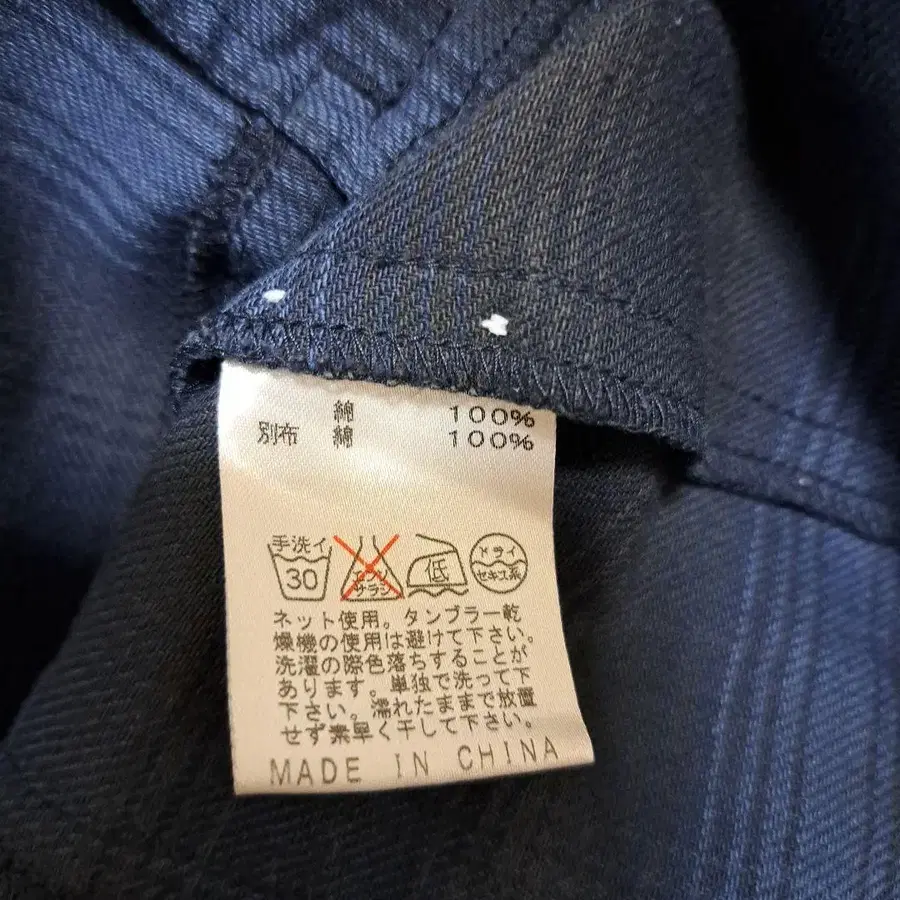 綿 100%
別布 綿 100%
手洗イ
30
エンソ
サラシ
低
ドライ
セキユ系
ネット使用。タンブラー乾
燥機の使用は避けて下さい。
洗濯の際色落ちすることが
あります。単独で洗って下
下さい。濡れたままで放置
せず素早く干して下さい。
MADE IN CHINA